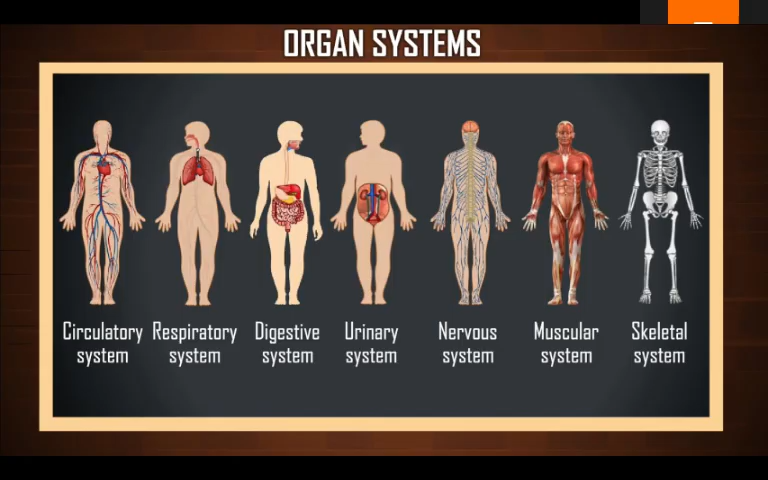 ORGAN SYSTEMS
Circulatory system
Respiratory system
Digestive system
Urinary system
Nervous system
Muscular system
Skeletal system